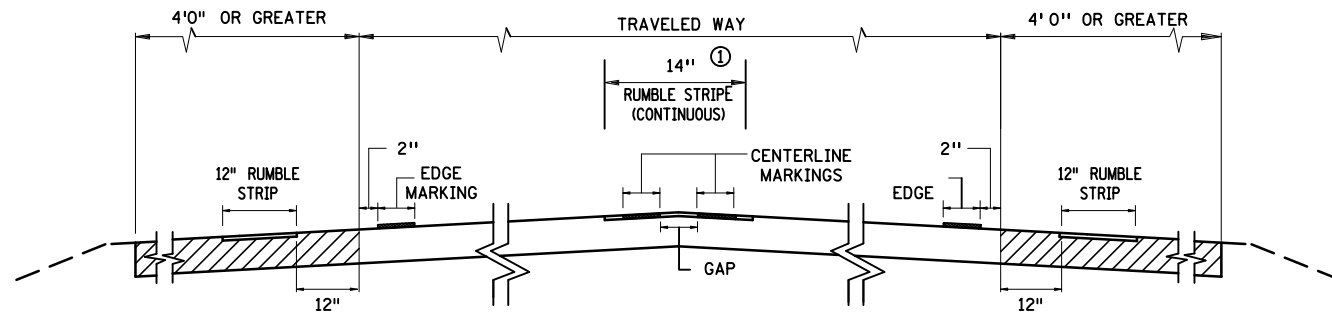 4'0" OR GREATER
TRAVELED WAY
4'0" OR GREATER
14" ①
RUMBLE STRIPE
(CONTINUOUS)
2"
2"
12" RUMBLE
STRIP
EDGE
MARKING
CENTERLINE
MARKINGS
EDGE
12" RUMBLE
STRIP
GAP
12"
12"